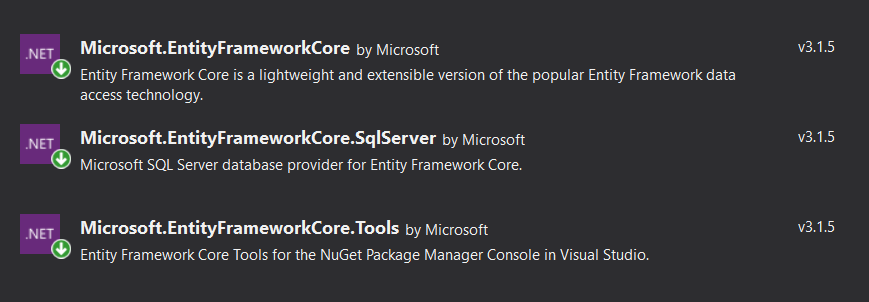 .NET
Microsoft.EntityFrameworkCore by Microsoft v3.1.5
Entity Framework Core is a lightweight and extensible version of the popular Entity Framework data
access technology.
.NET
Microsoft.EntityFrameworkCore.SqlServer by Microsoft v3.1.5
Microsoft SQL Server database provider for Entity Framework Core.
.NET
Microsoft.EntityFrameworkCore.Tools by Microsoft v3.1.5
Entity Framework Core Tools for the NuGet Package Manager Console in Visual Studio.